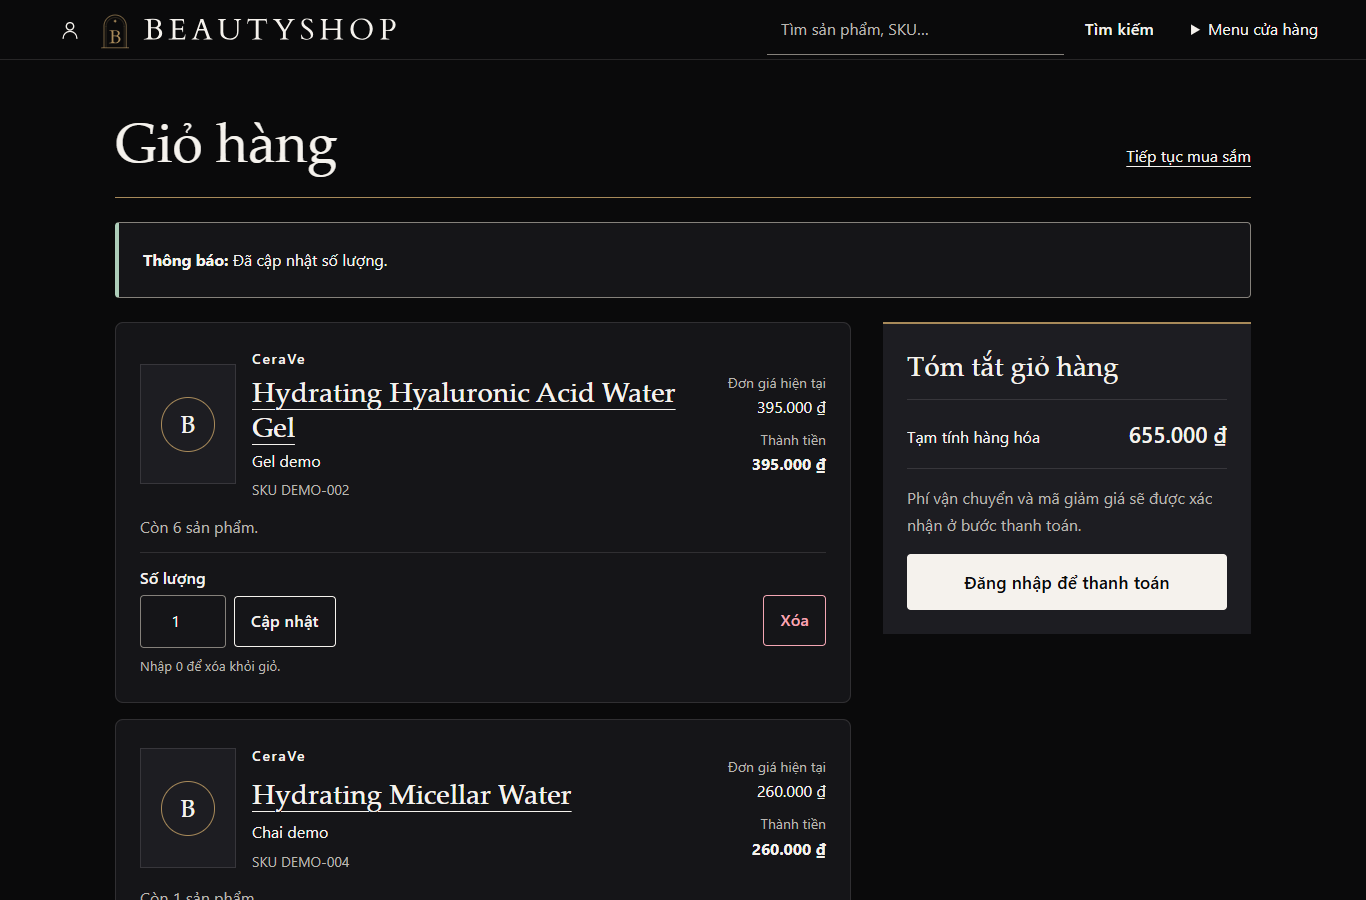 B
BEAUTYSHOP
Tìm sản phẩm, SKU...
Tìm kiếm
Menu cửa hàng
Giỏ hàng
Tiếp tục mua sắm
Thông báo: Đã cập nhật số lượng.
B
CeraVe
Hydrating Hyaluronic Acid Water
Gel
Gel demo
SKU DEMO-002
Đơn giá hiện tại
395.000 ₫
Thành tiền
395.000 ₫
Còn 6 sản phẩm.
Số lượng
1
Cập nhật
Xóa
Nhập 0 để xóa khỏi giỏ.
B
CeraVe
Hydrating Micellar Water
Chai demo
SKU DEMO-004
Đơn giá hiện tại
260.000 ₫
Thành tiền
260.000 ₫
Còn 1 sản phẩm
Tóm tắt giỏ hàng
Tạm tính hàng hóa
655.000 ₫
Phí vận chuyển và mã giảm giá sẽ được xác
nhận ở bước thanh toán.
Đăng nhập để thanh toán